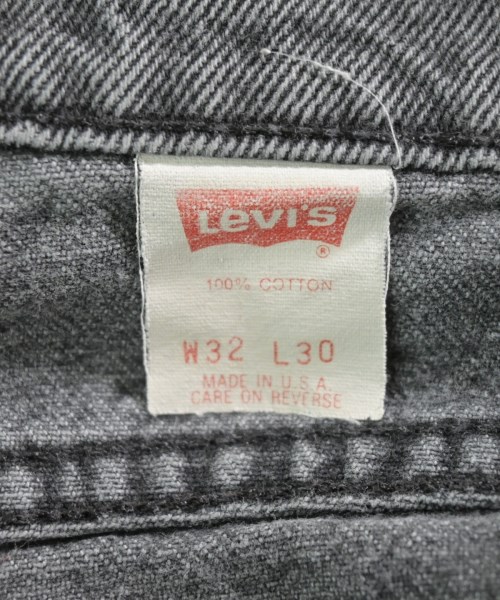 Levi's
®
100% COTTON
W32 L30
MADE IN U.S.A.
CARE ON REVERSE